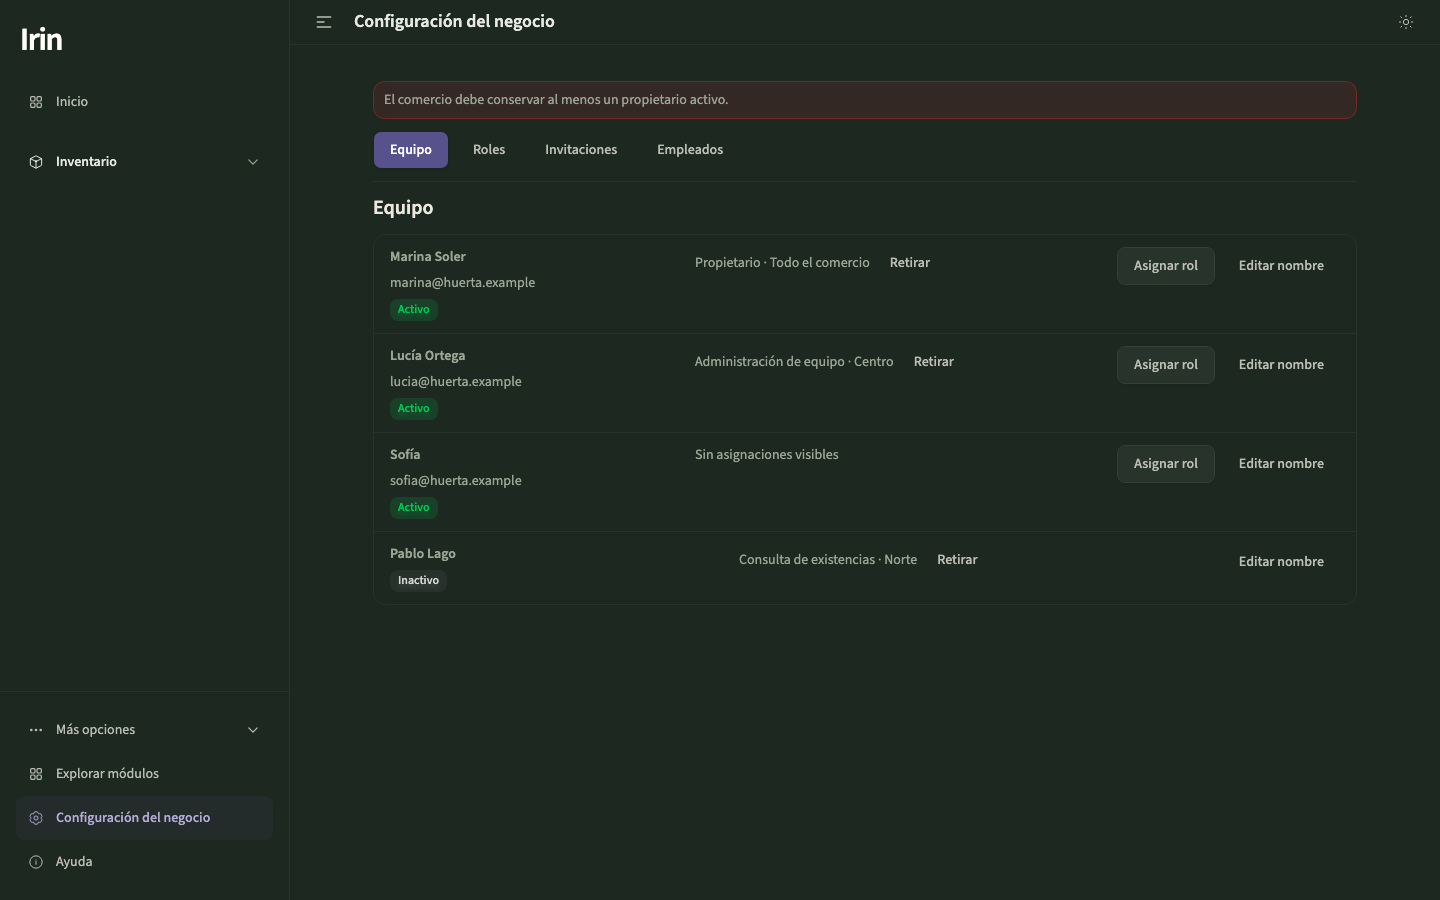 Irin
Configuración del negocio
Inicio
Inventario
Más opciones
Explorar módulos
Configuración del negocio
Ayuda
El comercio debe conservar al menos un propietario activo.
Equipo
Roles
Invitaciones
Empleados
Equipo
Marina Soler
marina@huerta.example
Activo
Propietario · Todo el comercio
Retirar
Asignar rol
Editar nombre
Lucía Ortega
lucia@huerta.example
Activo
Administración de equipo · Centro
Retirar
Asignar rol
Editar nombre
Sofía
sofia@huerta.example
Activo
Sin asignaciones visibles
Asignar rol
Editar nombre
Pablo Lago
Inactivo
Consulta de existencias · Norte
Retirar
Editar nombre